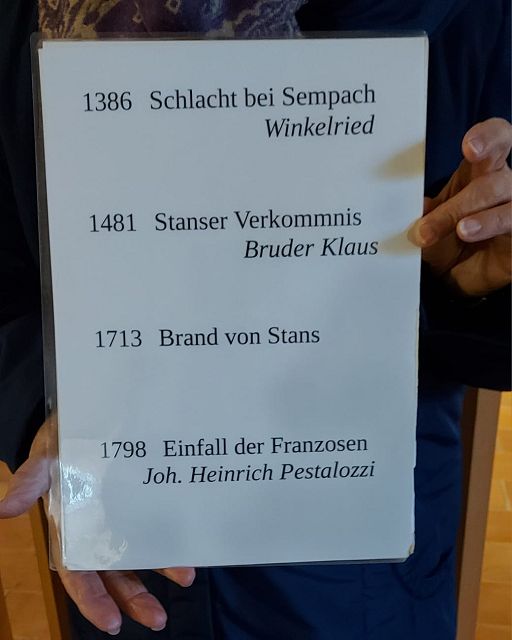 1386 Schlacht bei Sempach
Winkelried
1481 Stanser Verkommnis
Bruder Klaus
1713 Brand von Stans
1798 Einfall der Franzosen
Joh. Heinrich Pestalozzi